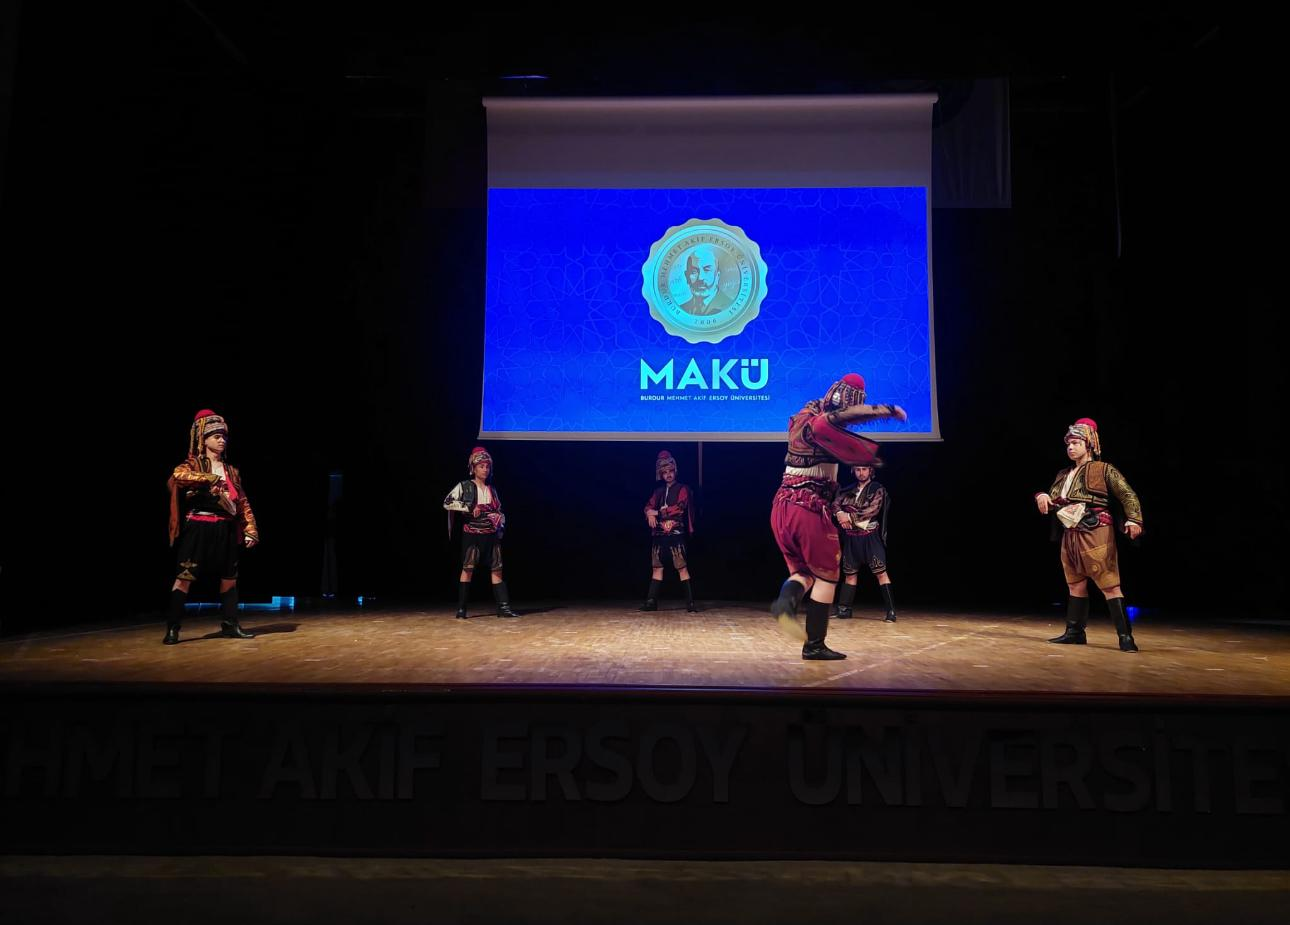 BURDUR MEHMET AKİF ERSOY ÜNİVERSİTESİ
2006
MAKÜ
BURDUR MEHMET AKİF ERSOY ÜNİVERSİTESİ
HMET AKİF ERSOY ÜNİVERSİTE